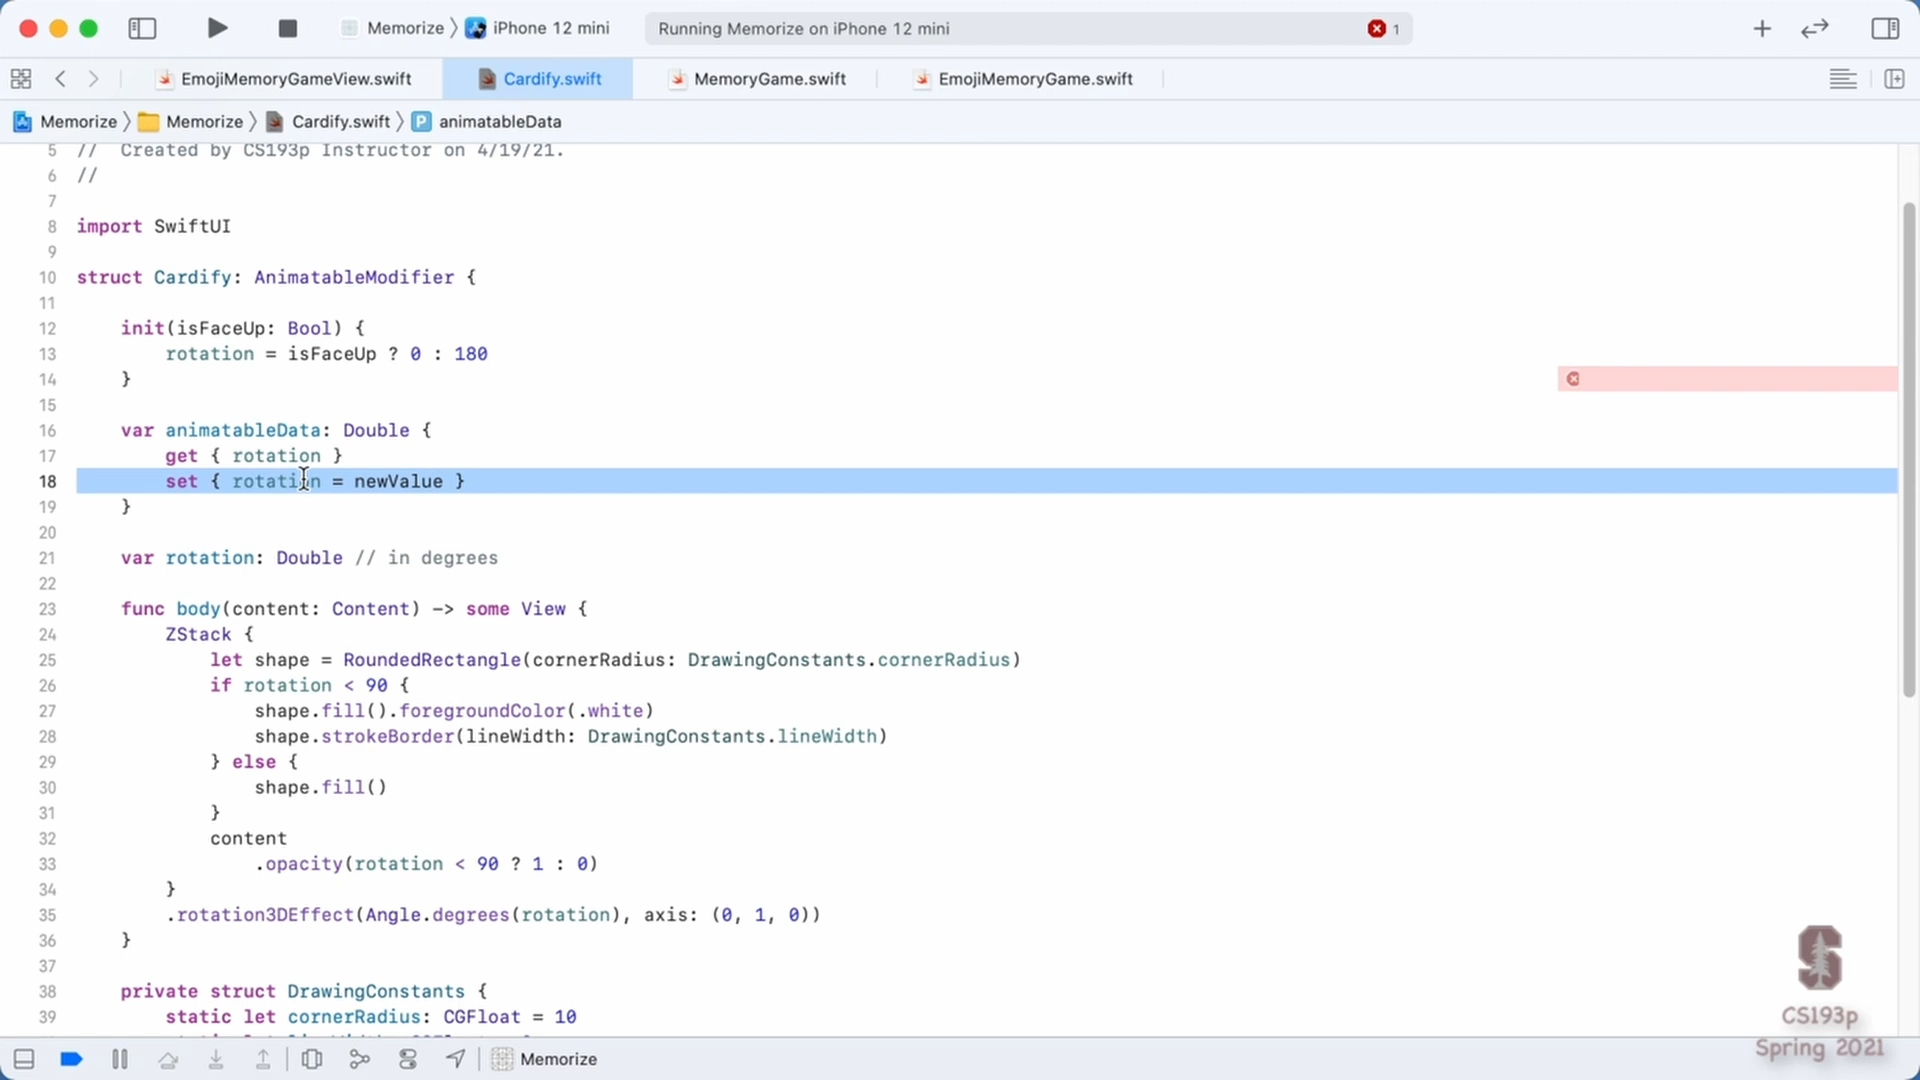 Memorize 〉 iPhone 12 mini
Running Memorize on iPhone 12 mini
1
EmojiMemoryGameView.swift
Cardify.swift
MemoryGame.swift
EmojiMemoryGame.swift
Memorize 〉 Memorize 〉 Cardify.swift 〉 P animatableData
5 //  Created by CS193p Instructor on 4/19/21.
6 //
7
8 import SwiftUI
9
10 struct Cardify: AnimatableModifier {
11
12     init(isFaceUp: Bool) {
13         rotation = isFaceUp ? 0 : 180
14     }
15
16     var animatableData: Double {
17         get { rotation }
18         set { rotation = newValue }
19     }
20
21     var rotation: Double // in degrees
22
23     func body(content: Content) -> some View {
24         ZStack {
25             let shape = RoundedRectangle(cornerRadius: DrawingConstants.cornerRadius)
26             if rotation < 90 {
27                 shape.fill().foregroundColor(.white)
28                 shape.strokeBorder(lineWidth: DrawingConstants.lineWidth)
29             } else {
30                 shape.fill()
31             }
32             content
33                 .opacity(rotation < 90 ? 1 : 0)
34         }
35         .rotation3DEffect(Angle.degrees(rotation), axis: (0, 1, 0))
36     }
37
38     private struct DrawingConstants {
39         static let cornerRadius: CGFloat = 10
S
CS193p
Spring 2021
Memorize